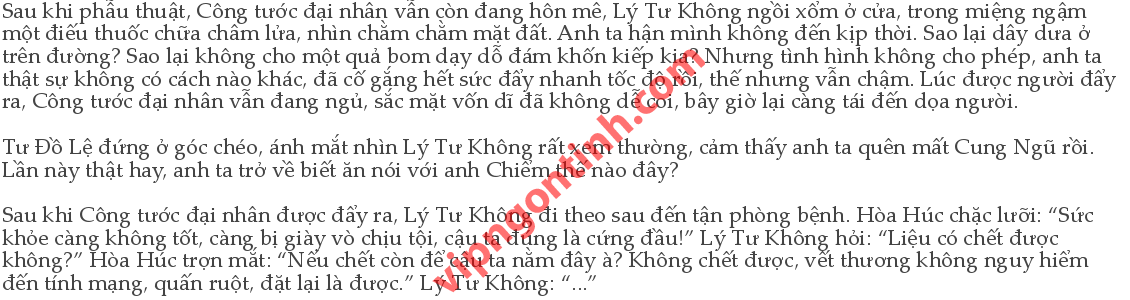 Sau khi phẫu thuật, Công tước đại nhân vẫn còn đang hôn mê, Lý Tư Không ngồi xổm ở cửa, trong miệng ngậm
một điếu thuốc chữa châm lửa, nhìn chằm chằm mặt đất. Anh ta hận mình không đến kịp thời. Sao lại dây dưa ở
trên đường? Sao lại không cho một quả bom dạy dỗ đám khốn kiếp kia? Nhưng tình hình không cho phép, anh ta
thật sự không có cách nào khác, đã cố gắng hết sức đẩy nhanh tốc độ rồi, thế nhưng vẫn chậm. Lúc được người đẩy
ra, Công tước đại nhân vẫn đang ngủ, sắc mặt vốn dĩ đã không dễ coi, bây giờ lại càng tái đến dọa người.
Tư Đồ Lệ đứng ở góc chéo, ánh mắt nhìn Lý Tư Không rất xem thường, cảm thấy anh ta quên mất Cung Ngũ rồi.
Lần này thật hay, anh ta trở về biết ăn nói với anh Chiếm thế nào đây?
Sau khi Công tước đại nhân được đẩy ra, Lý Tư Không đi theo sau đến tận phòng bệnh. Hòa Húc chặc lưỡi: “Sức
khỏe càng không tốt, càng bị giày vò chịu tội, cậu ta đúng là cứng đầu!” Lý Tư Không hỏi: “Liệu có chết được
không?” Hòa Húc trợn mắt: “Nếu chết còn để cậu ta nằm đây à? Không chết được, vết thương không nguy hiểm
đến tính mạng, quấn ruột, đặt lại là được.” Lý Tư Không: “...”
vipngontinh.com